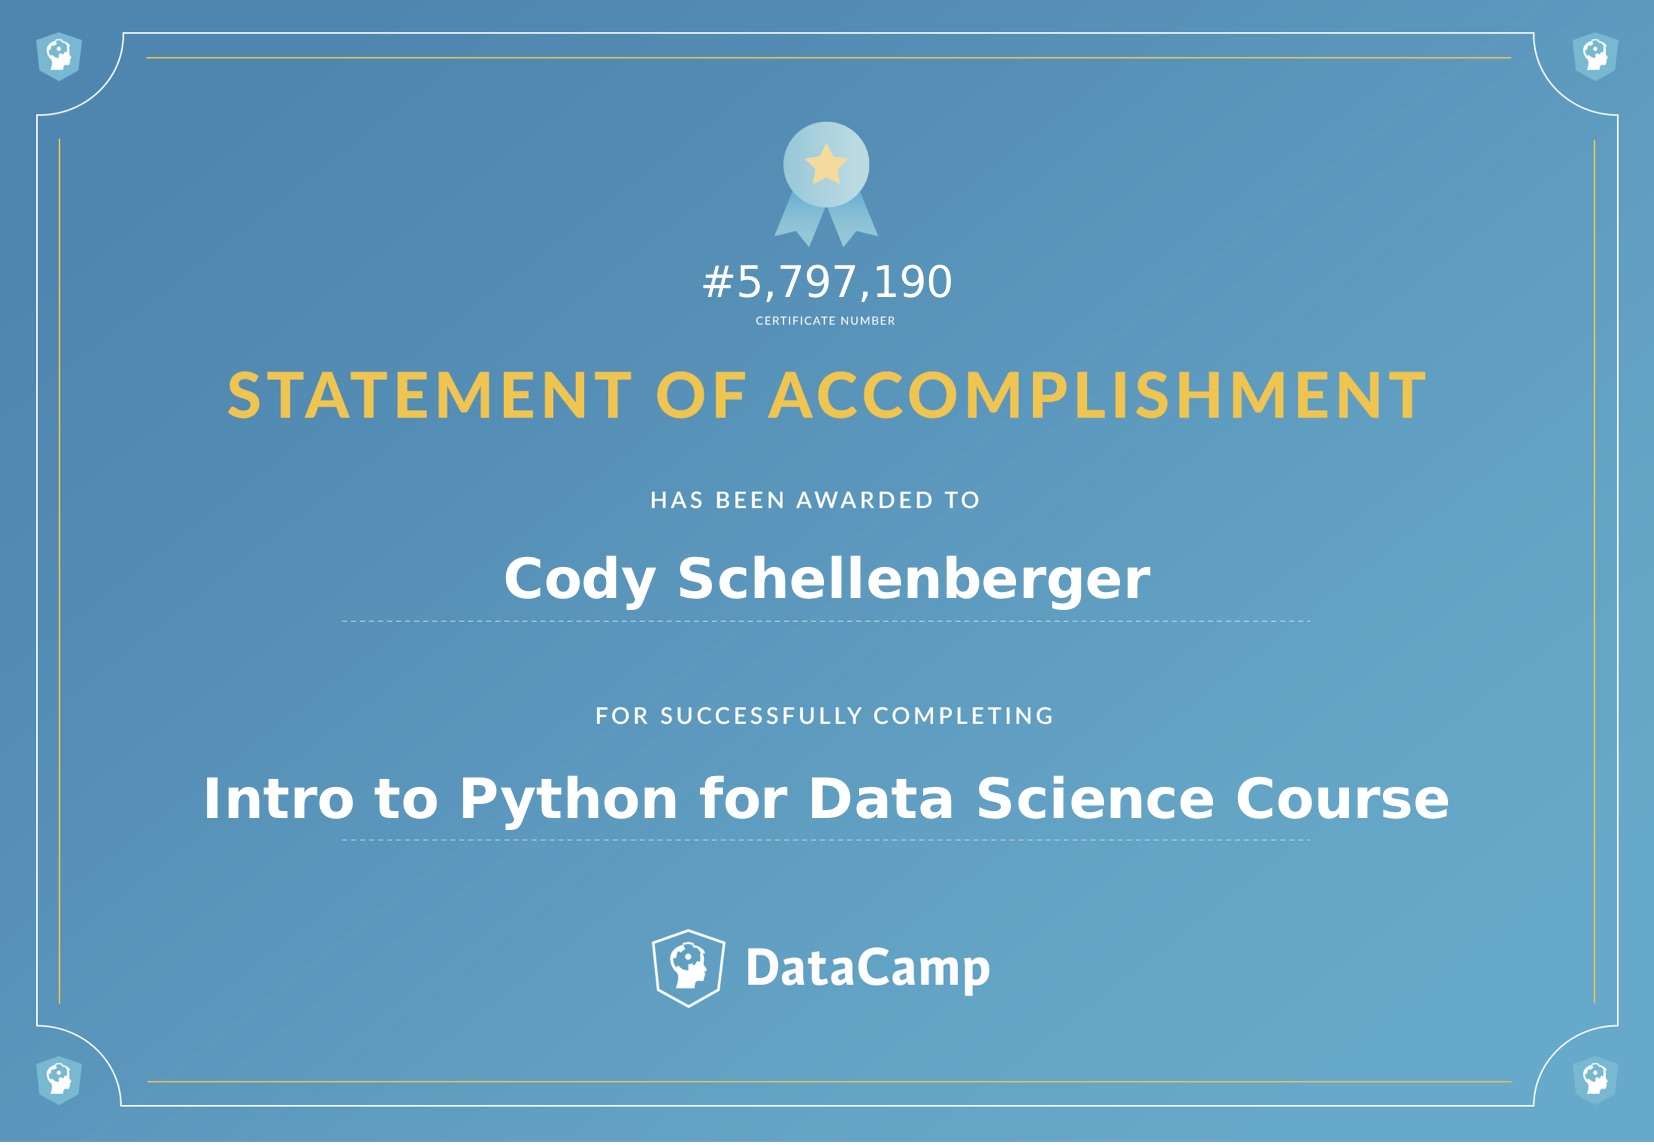 #5,797,190
CERTIFICATE NUMBER
STATEMENT OF ACCOMPLISHMENT
HAS BEEN AWARDED TO
Cody Schellenberger
FOR SUCCESSFULLY COMPLETING
Intro to Python for Data Science Course
DataCamp